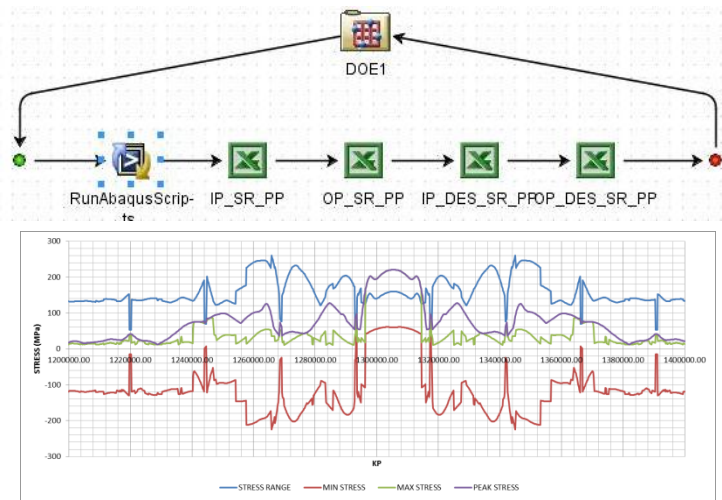 DOE1
RunAbaqusScrip-
ts
IP_SR_PP
OP_SR_PP
IP_DES_SR_PP
OP_DES_SR_PP
300
200
100
0
-100
-200
-300
STRESS (MPa)
1200000.00 1220000.00 1240000.00 1260000.00 1280000.00 1300000.00 1320000.00 1340000.00 1360000.00 1380000.00 1400000.00
KP
STRESS RANGE MIN STRESS MAX STRESS PEAK STRESS